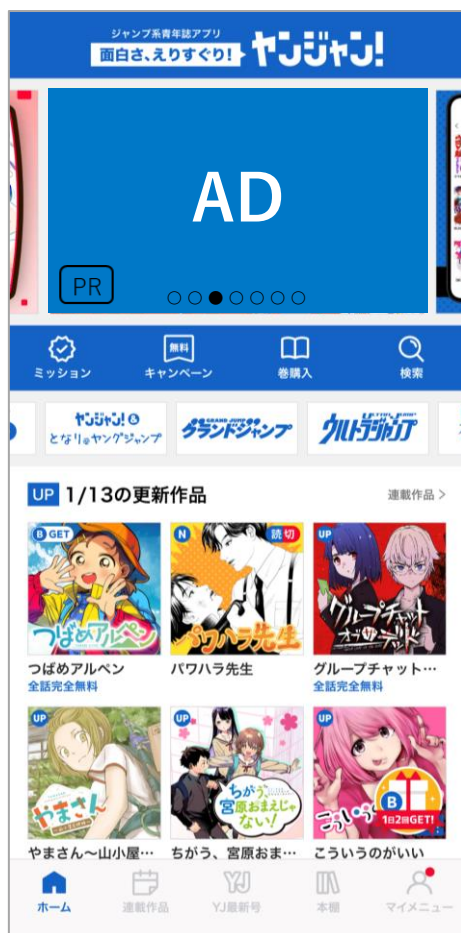 ジャンプ系青年誌アプリ
面白さ、えりすぐり!
ヤンジャン!
AD
PR
ミッション
無料
キャンペーン
巻購入
検索
ヤンジャン!&
となりのヤングジャンプ
GRAND JUMP
グランドジャンプ
ウルトラジャンプ
UP 1/13の更新作品
連載作品 >
B GET
つばめアルペン
N
読切
パワハラ先生
UP
グループチャット
オブ・ザ・デッド
つばめアルペン
全話完全無料
パワハラ先生
グループチャット…
全話完全無料
UP
やまさん
UP
ちがう、
宮原おまえじゃ
ない!
UP
こういうの
B
1日2回GET!
やまさん~山小屋…
ちがう、宮原おま…
こういうのがいい
ホーム
連載作品
YJ
YJ最新号
本棚
マイメニュー